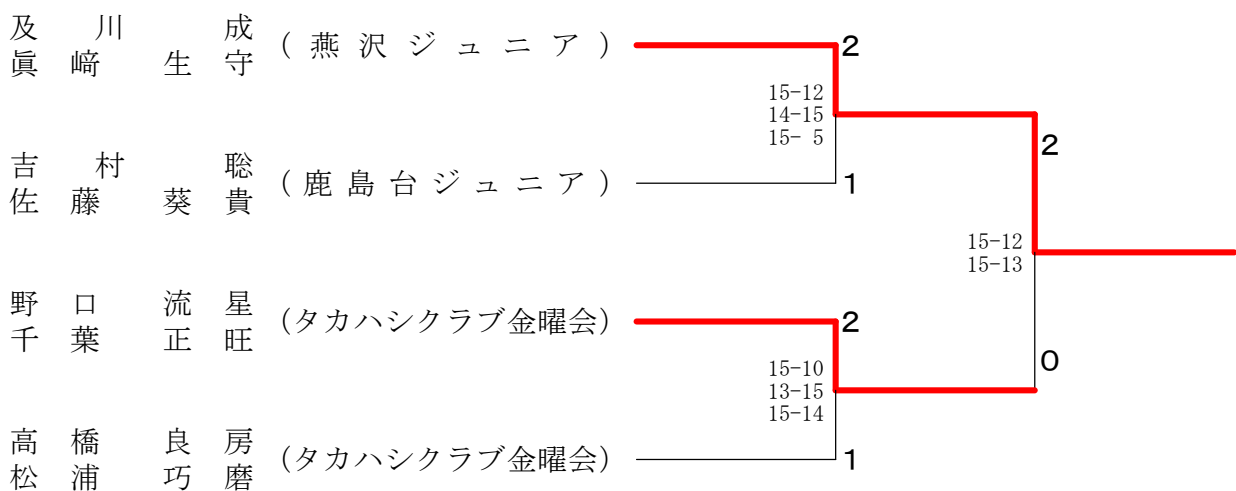 及川成 (燕沢ジュニア) 2
眞﨑生守
15-12
14-15
15- 5
2
吉村聡 (鹿島台ジュニア) 1
佐藤葵貴
15-12
15-13
野口流星 (タカハシクラブ金曜会) 2
千葉正旺
0
15-10
13-15
15-14
高橋良房 (タカハシクラブ金曜会) 1
松浦巧磨